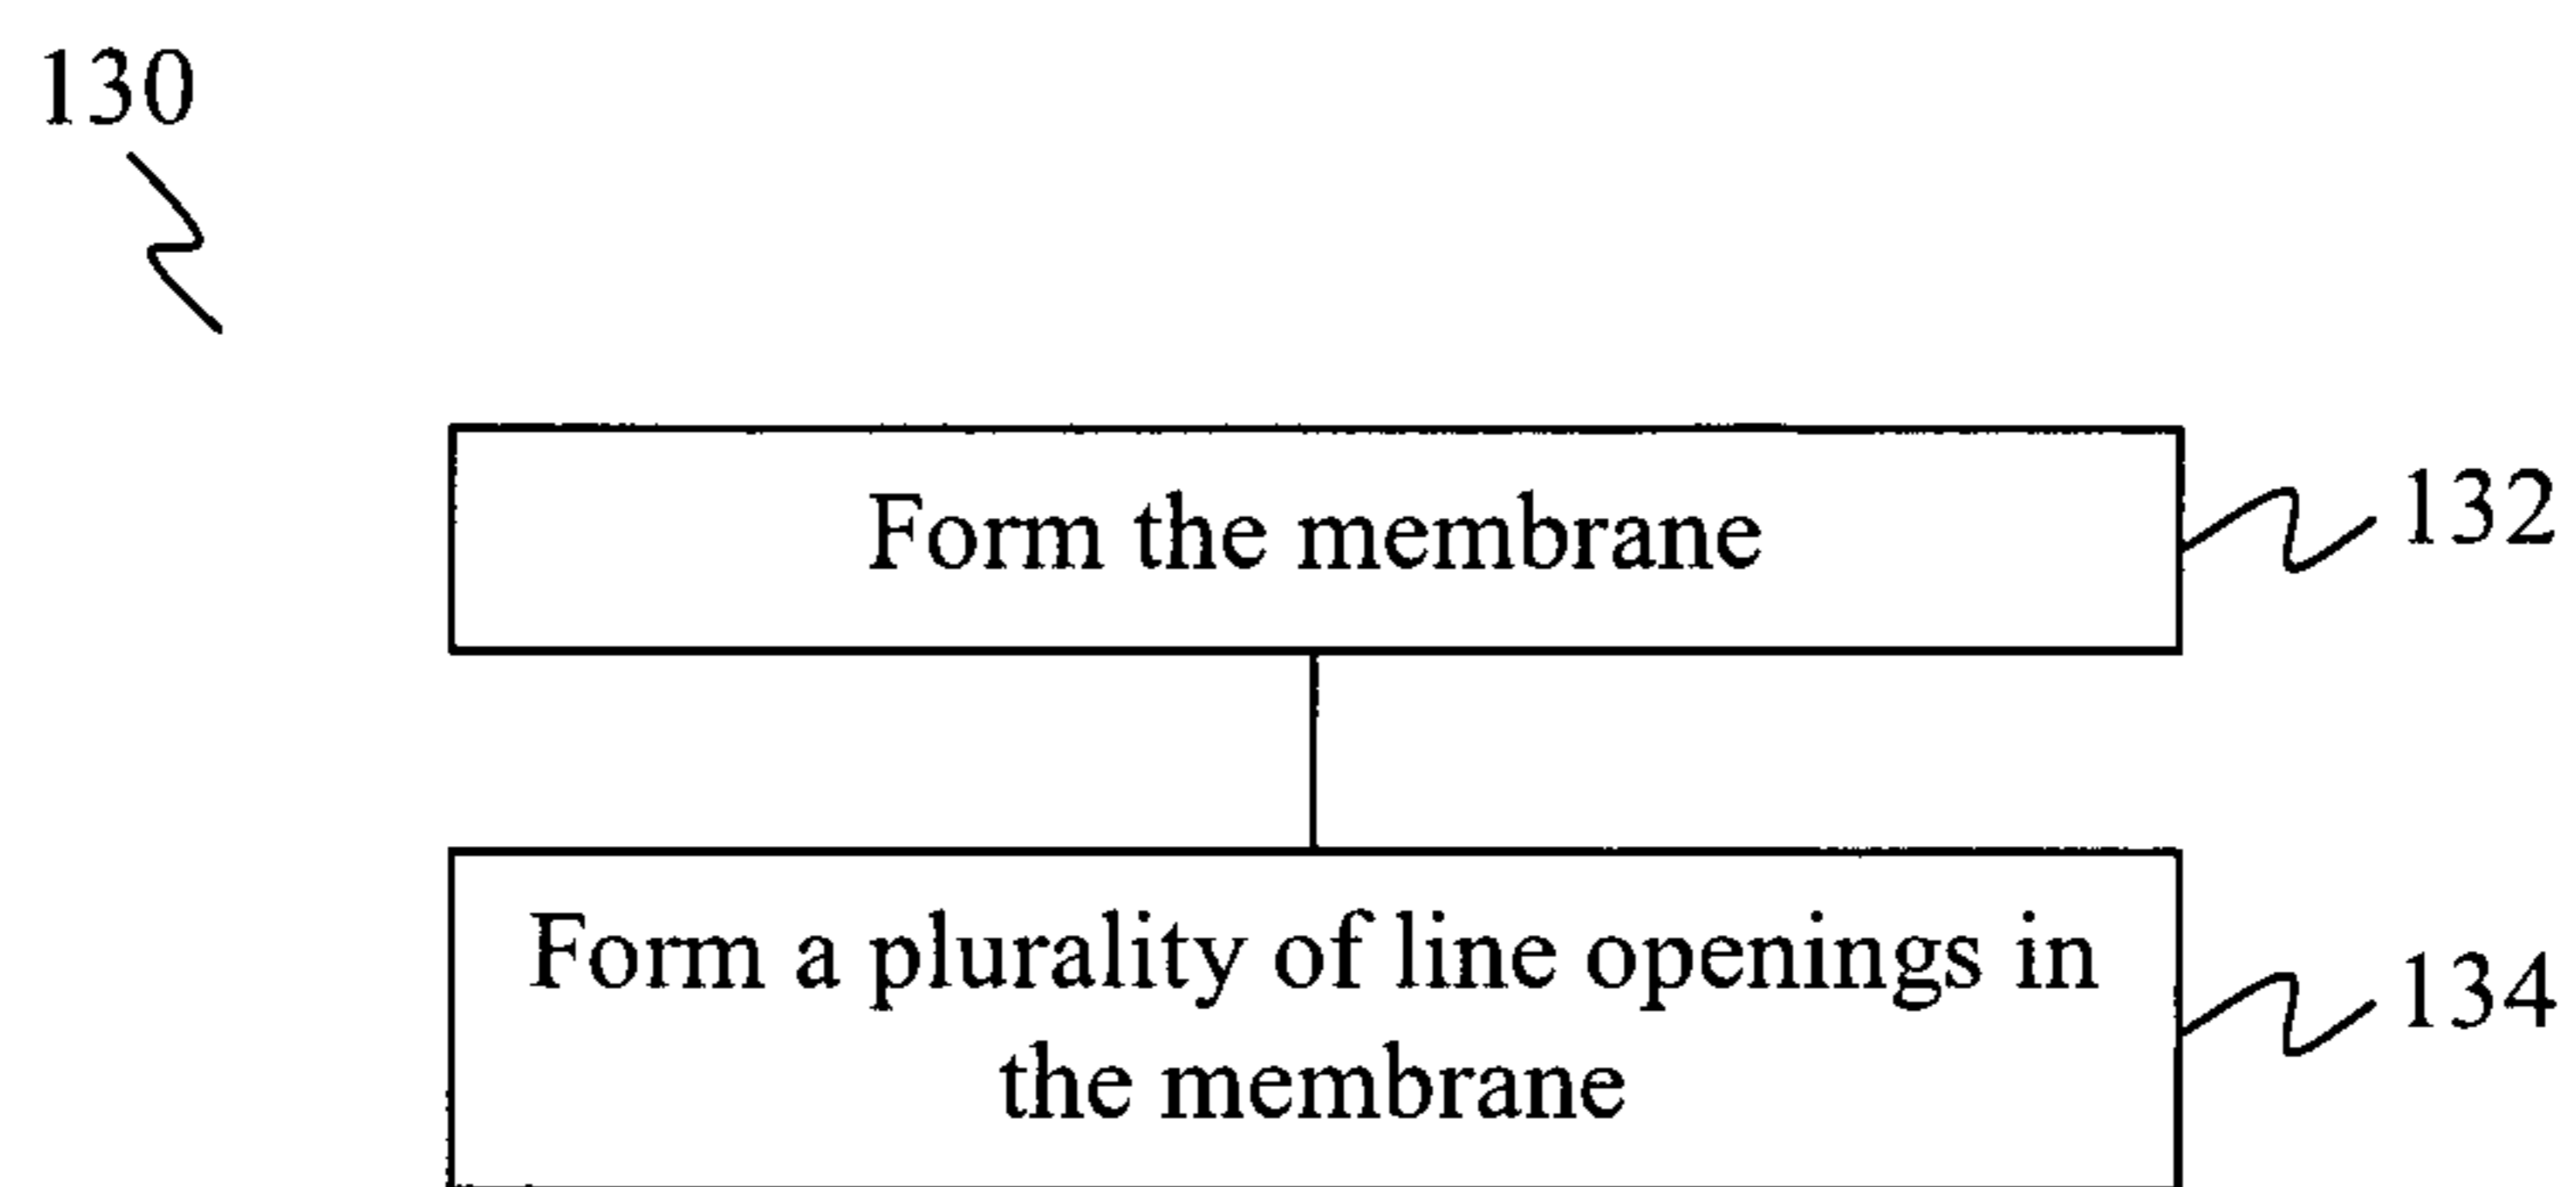 130
Form the membrane
132
Form a plurality of line openings in
the membrane
134